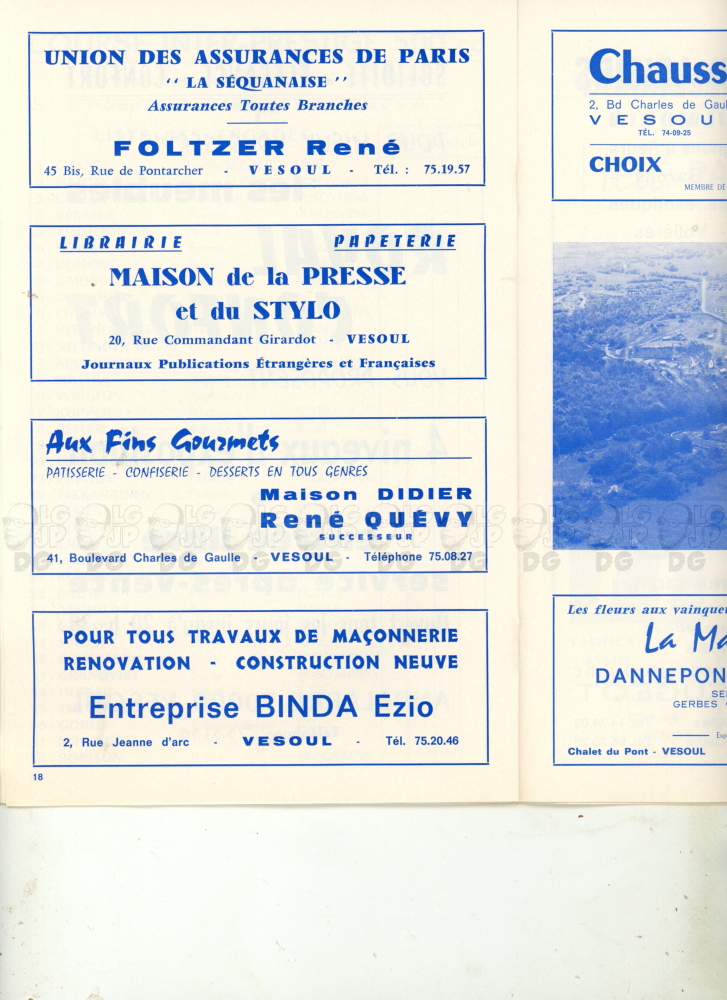 UNION DES ASSURANCES DE PARIS
‘‘ LA SÉQUANAISE ’’
Assurances Toutes Branches
FOLTZER René
45 Bis, Rue de Pontarcher - VESOUL - Tél. : 75.19.57
LIBRAIRIE PAPETERIE
MAISON de la PRESSE
et du STYLO
20, Rue Commandant Girardot - VESOUL
Journaux Publications Étrangères et Françaises
Aux Fins Gourmets
PATISSERIE - CONFISERIE - DESSERTS EN TOUS GENRES
Maison DIDIER
René QUÉVY
SUCCESSEUR
41, Boulevard Charles de Gaulle - VESOUL - Téléphone 75.08.27
POUR TOUS TRAVAUX DE MAÇONNERIE
RENOVATION - CONSTRUCTION NEUVE
Entreprise BINDA Ezio
2, Rue Jeanne d'arc - VESOUL - Tél. 75.20.46
18
Chauss
2, Bd Charles de Gaul
VESOU
TÉL. 74-09-25
CHOIX
MEMBRE DE
Les fleurs aux vainque
La Ma
DANNEPON
SE
GERBES
Exp
Chalet du Pont - VESOUL